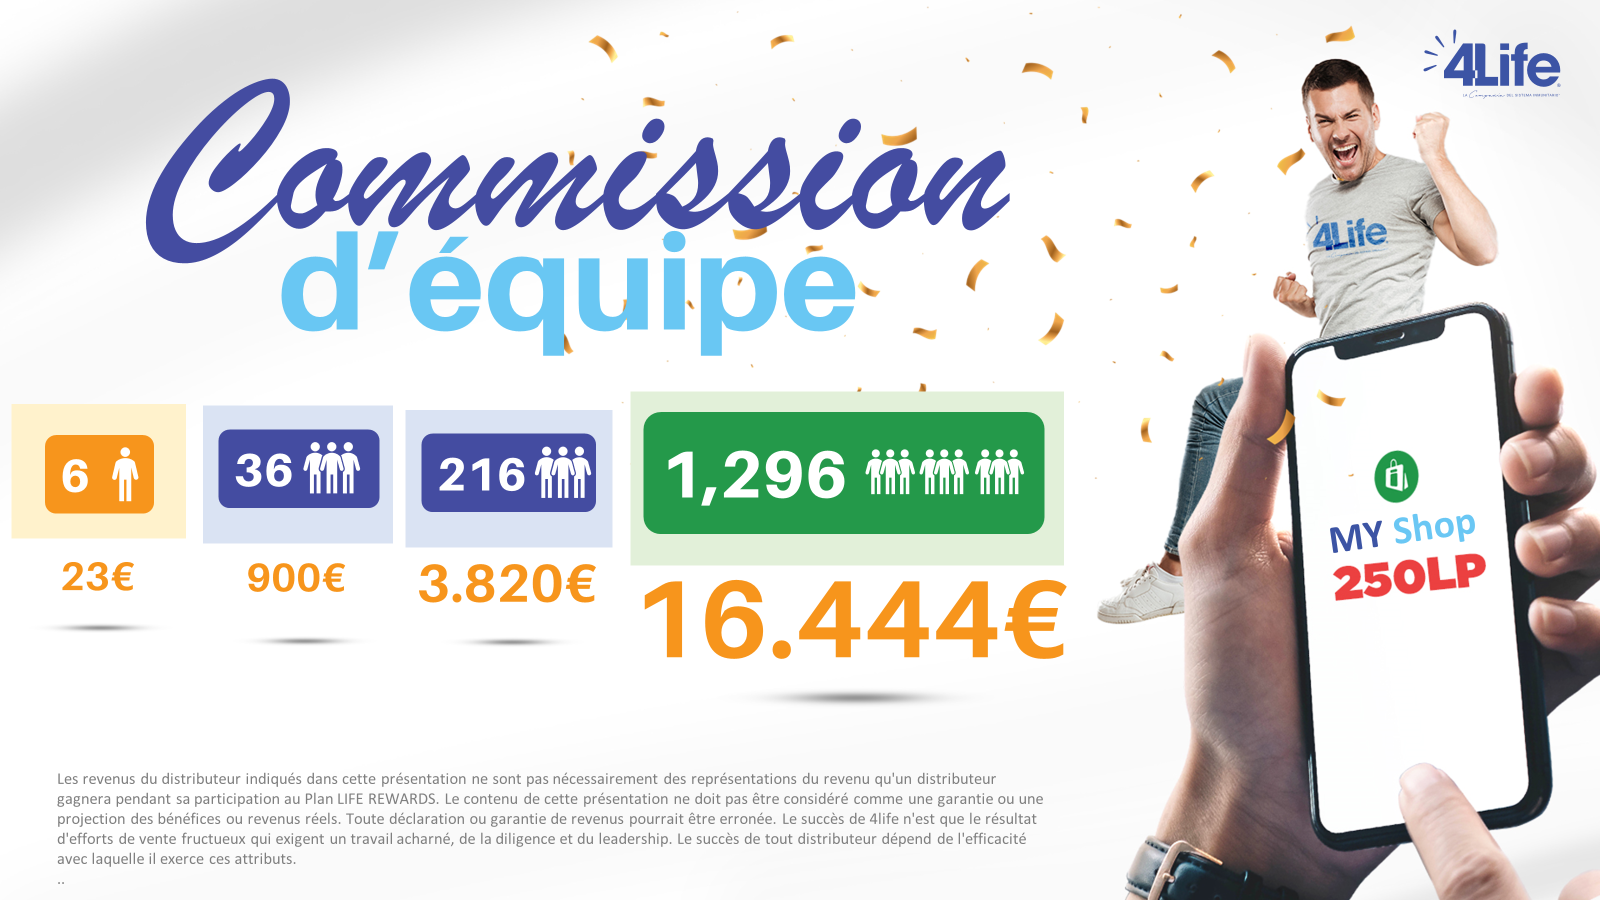 4Life
LA Compañía DEL SISTEMA INMUNITARIO
Commission
d'équipe
4Life
6
36
216
1,296
23€
900€
3.820€
16.444€
MY Shop
250LP
Les revenus du distributeur indiqués dans cette présentation ne sont pas nécessairement des représentations du revenu qu'un distributeur
gagnera pendant sa participation au Plan LIFE REWARDS. Le contenu de cette présentation ne doit pas être considéré comme une garantie ou une
projection des bénéfices ou revenus réels. Toute déclaration ou garantie de revenus pourrait être erronée. Le succès de 4life n'est que le résultat
d'efforts de vente fructueux qui exigent un travail acharné, de la diligence et du leadership. Le succès de tout distributeur dépend de l'efficacité
avec laquelle il exerce ces attributs.
..